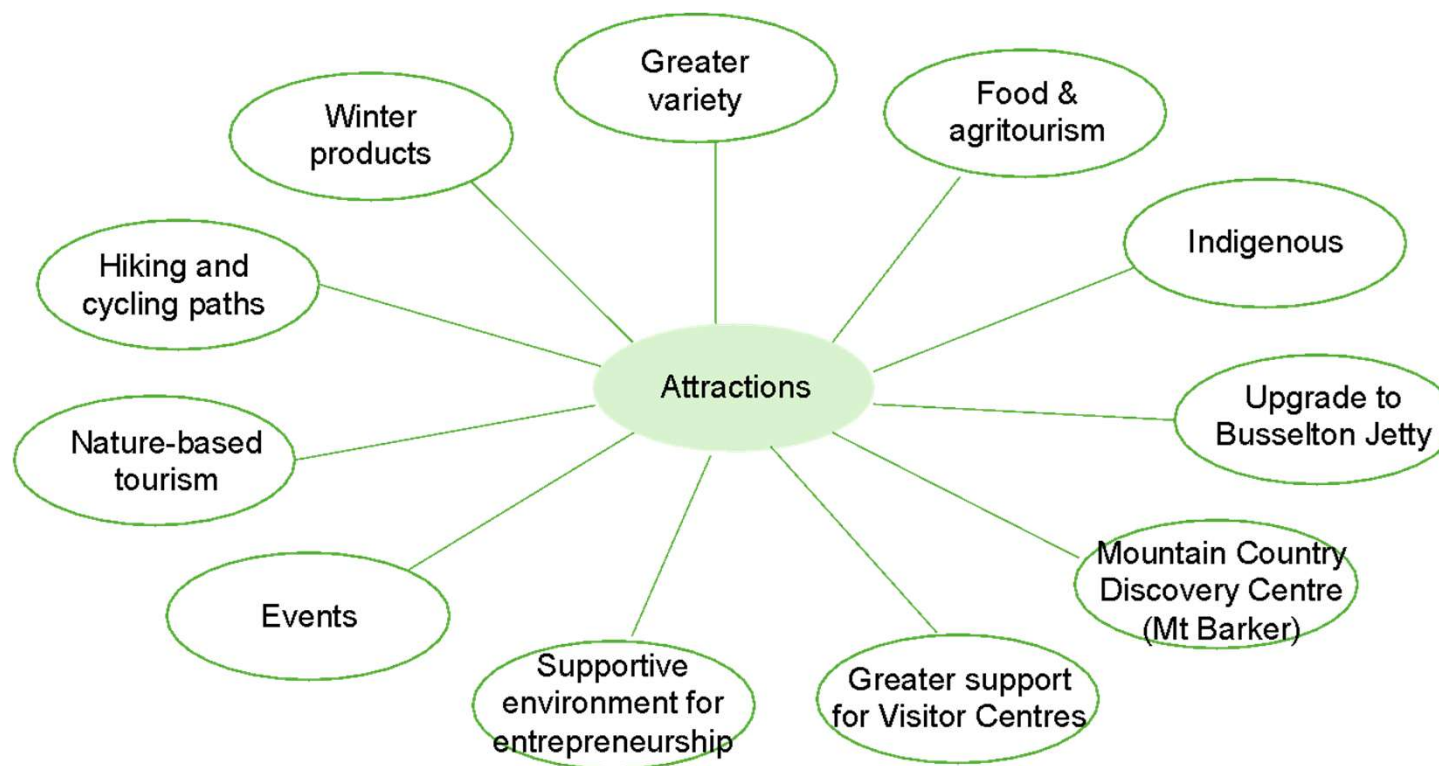 Greater
variety
Food &
agritourism
Winter
products
Indigenous
Hiking and
cycling paths
Attractions
Upgrade to
Busselton Jetty
Nature-based
tourism
Mountain Country
Discovery Centre
(Mt Barker)
Events
Supportive
environment for
entrepreneurship
Greater support
for Visitor Centres